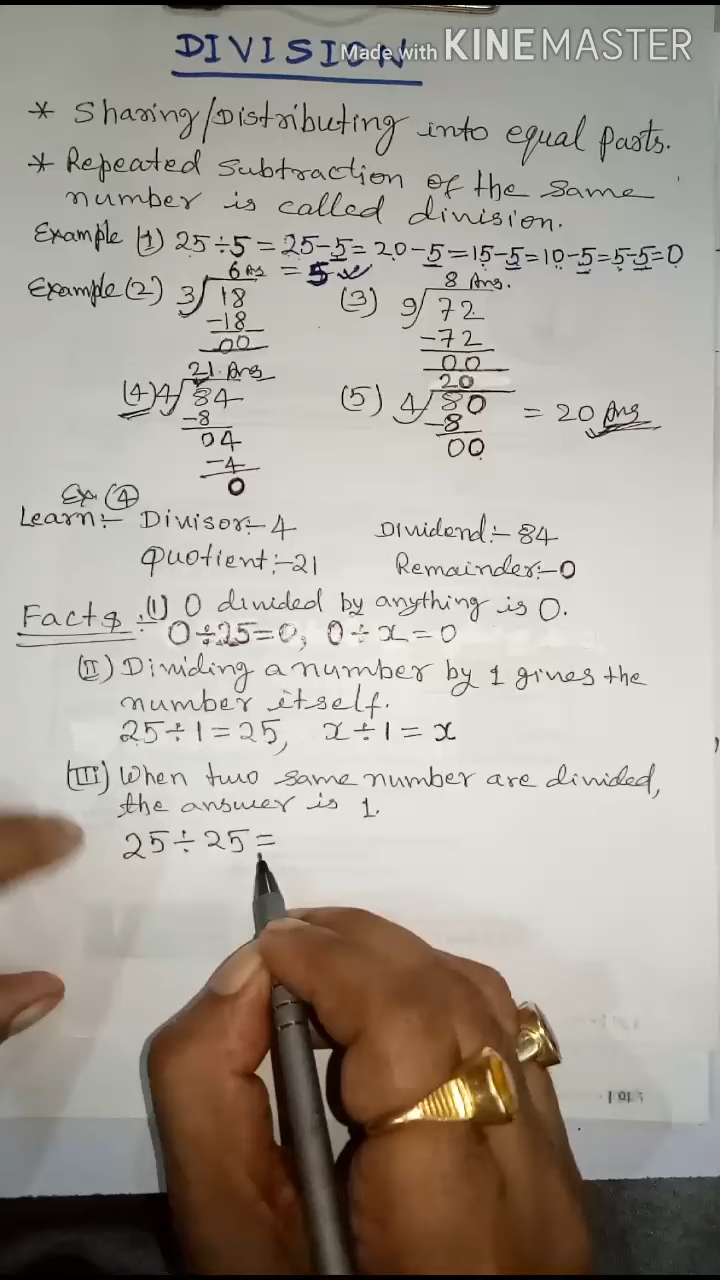 DIVISION
Made with KINEMASTER
* Sharing/Distributing into equal Parts.
* Repeated subtraction of the same
number is called division.
Example (1) 25÷5 = 25-5= 20-5=15-5=10-5=5-5=0
= 5
Example (2) 3 18 6 Ans
-18
00
(3) 9 72 8 Ans.
-72
00
(4) 4 84 21 Ans
-8
04
-4
0
(5) 4 80 20 = 20 Ans
-8
00
Ex. (4)
Learn:- Divisor:- 4 Dividend:- 84
Quotient:-21 Remainder:-0
Facts:- (I) 0 divided by anything is 0.
0÷25=0, 0÷x=0
(II) Dividing a number by 1 gives the
number itself.
25÷1=25, x÷1=x
(III) When two same number are divided,
the answer is 1.
25÷25=